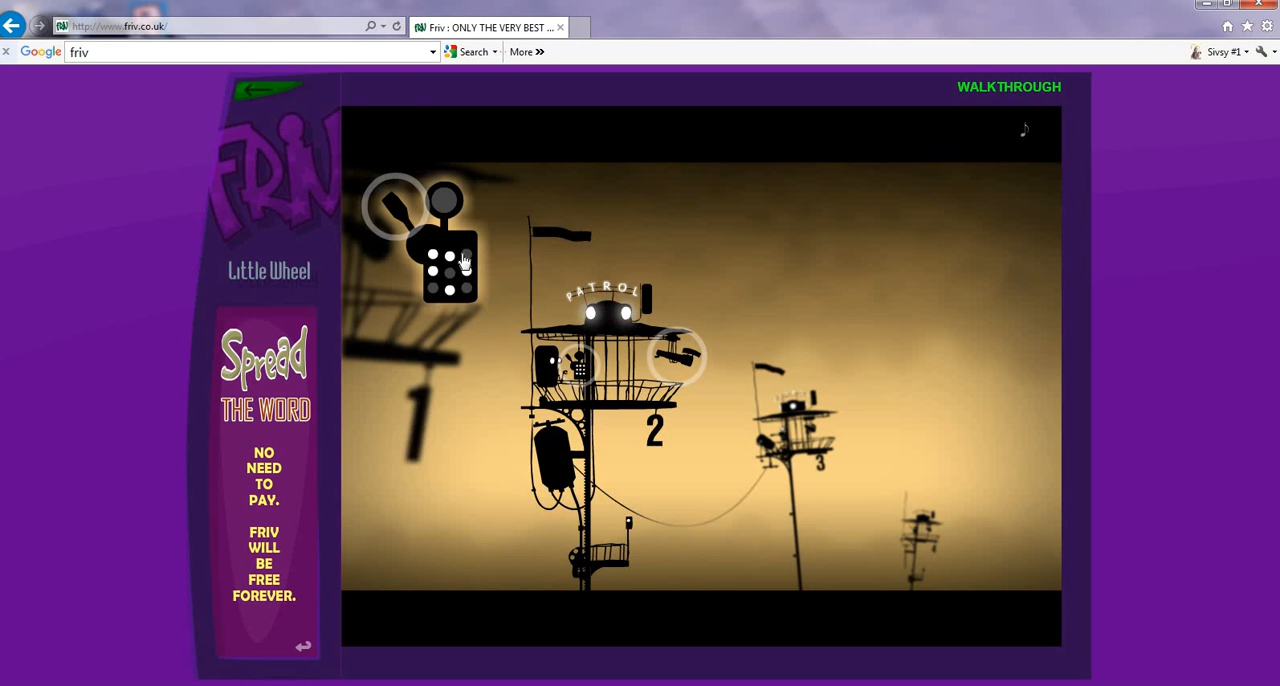 http://www.friv.co.uk/
Friv : ONLY THE VERY BEST ...
Google
friv
Search
More »
Sivsy #1
WALKTHROUGH
FRIV
Little Wheel
Spread
THE WORD
NO
NEED
TO
PAY.
FRIV
WILL
BE
FREE
FOREVER.
PATROL
1
2
3